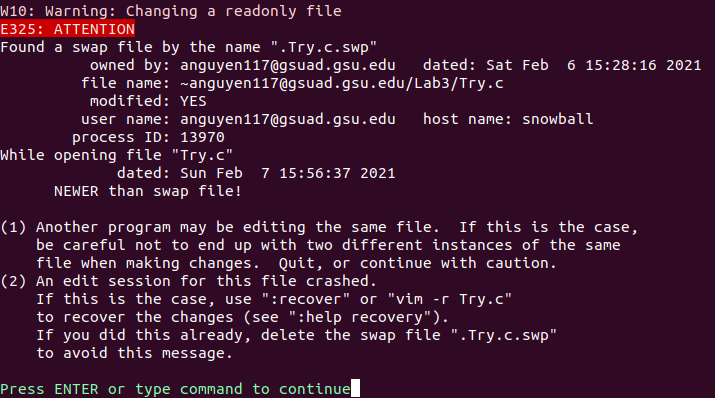 W10: Warning: Changing a readonly file
E325: ATTENTION
Found a swap file by the name ".Try.c.swp"
          owned by: anguyen117@gsuad.gsu.edu   dated: Sat Feb  6 15:28:16 2021
         file name: ~anguyen117@gsuad.gsu.edu/Lab3/Try.c
          modified: YES
         user name: anguyen117@gsuad.gsu.edu   host name: snowball
        process ID: 13970
While opening file "Try.c"
             dated: Sun Feb  7 15:56:37 2021
      NEWER than swap file!

(1) Another program may be editing the same file.  If this is the case,
    be careful not to end up with two different instances of the same
    file when making changes.  Quit, or continue with caution.
(2) An edit session for this file crashed.
    If this is the case, use ":recover" or "vim -r Try.c"
    to recover the changes (see ":help recovery").
    If you did this already, delete the swap file ".Try.c.swp"
    to avoid this message.

Press ENTER or type command to continue